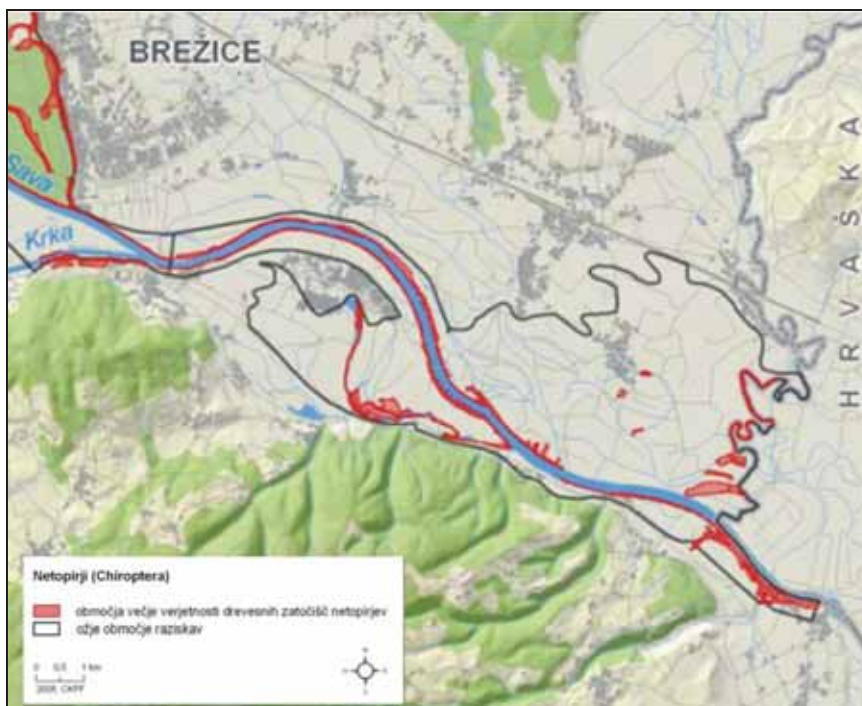 BREŽICE
Sava
Krka
HRVAŠKA
Netopirji (Chiroptera)
območja večje verjetnosti drevesnih zatočišč netopirjev
ožje območje raziskav
0 0,5 1 km